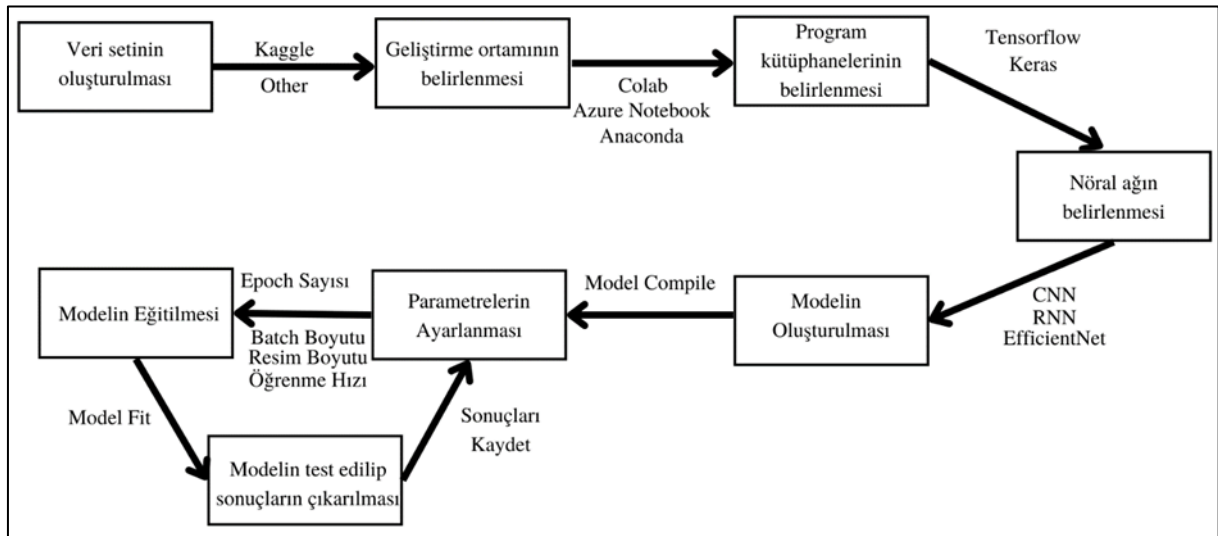 Veri setinin
oluşturulması
Kaggle
Other
Geliştirme ortamının
belirlenmesi
Colab
Azure Notebook
Anaconda
Program
kütüphanelerinin
belirlenmesi
Tensorflow
Keras
Nöral ağın
belirlenmesi
CNN
RNN
EfficientNet
Modelin
Oluşturulması
Model Compile
Parametrelerin
Ayarlanması
Epoch Sayısı
Batch Boyutu
Resim Boyutu
Öğrenme Hızı
Modelin Eğitilmesi
Model Fit
Modelin test edilip
sonuçların çıkarılması
Sonuçları
Kaydet